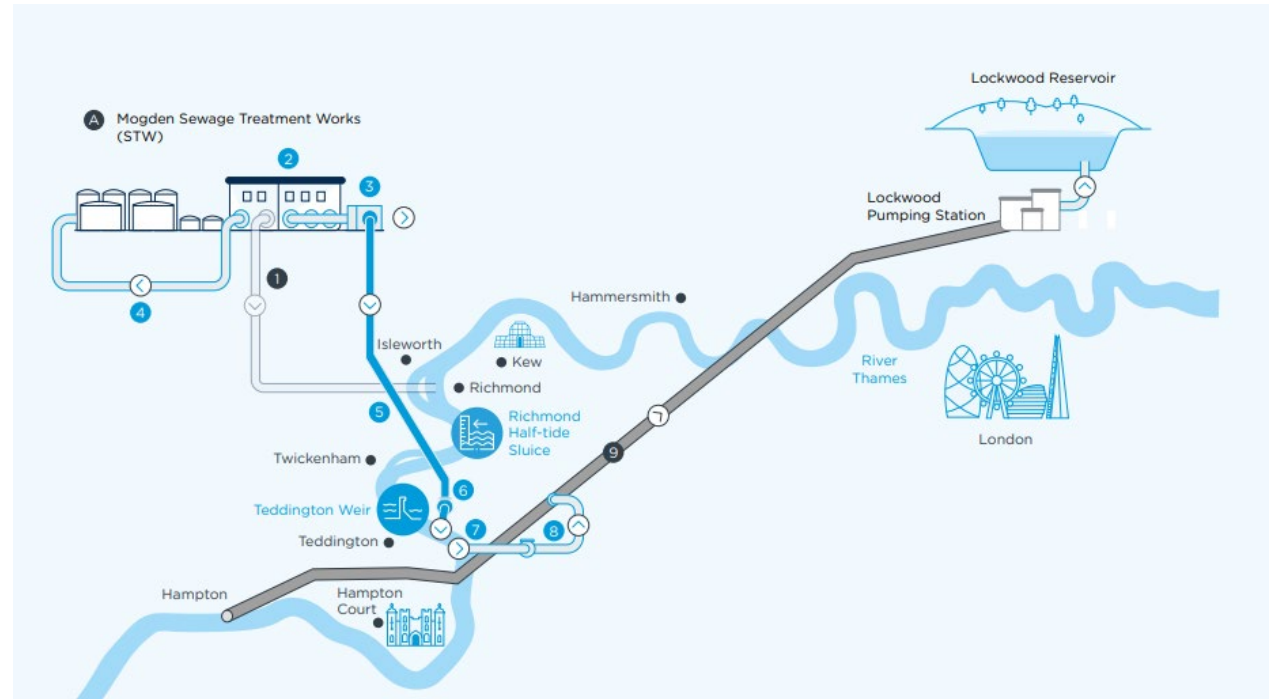 Lockwood Reservoir
A Mogden Sewage Treatment Works
(STW)
2
3
Lockwood
Pumping Station
1
4
Hammersmith
Isleworth
Kew
River
Thames
Richmond
5
Richmond
Half-tide
Sluice
London
9
Twickenham
6
Teddington Weir
7
8
Teddington
Hampton
Hampton
Court